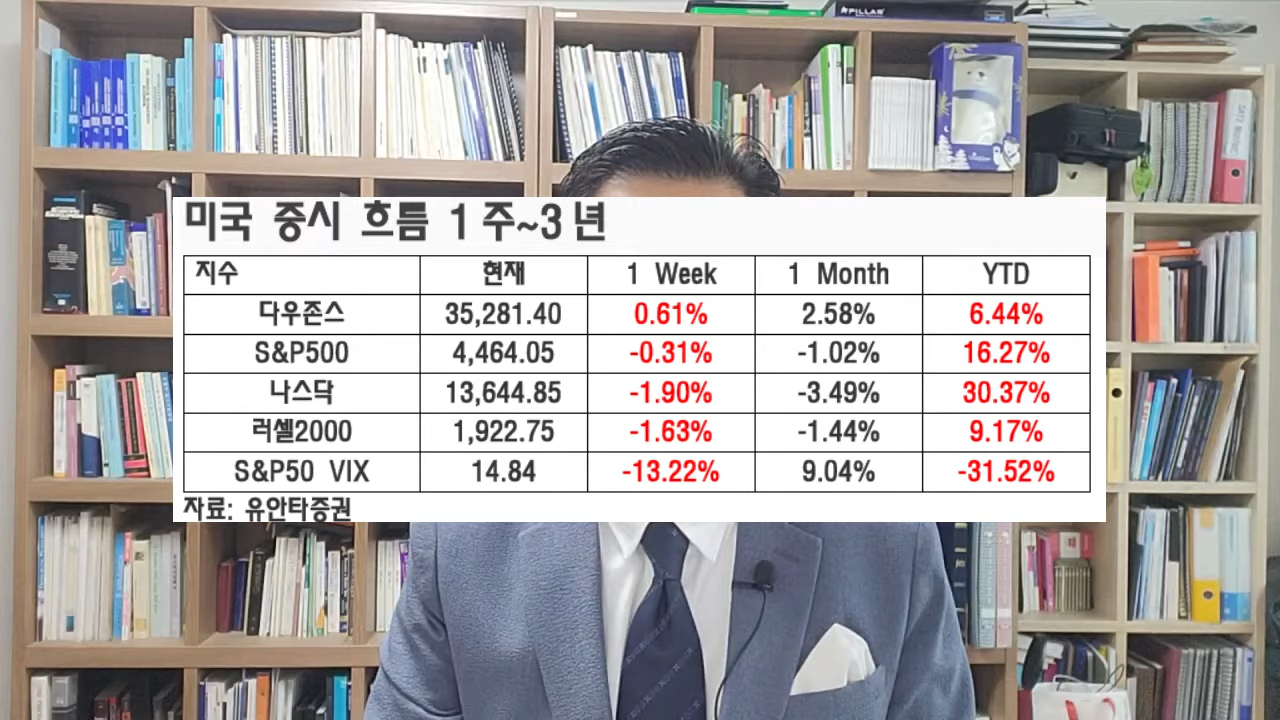 PILLAR
미국 증시 흐름 1주~3년
지수 현재 1 Week 1 Month YTD
다우존스 35,281.40 0.61% 2.58% 6.44%
S&P500 4,464.05 -0.31% -1.02% 16.27%
나스닥 13,644.85 -1.90% -3.49% 30.37%
러셀2000 1,922.75 -1.63% -1.44% 9.17%
S&P50 VIX 14.84 -13.22% 9.04% -31.52%
자료: 유안타증권